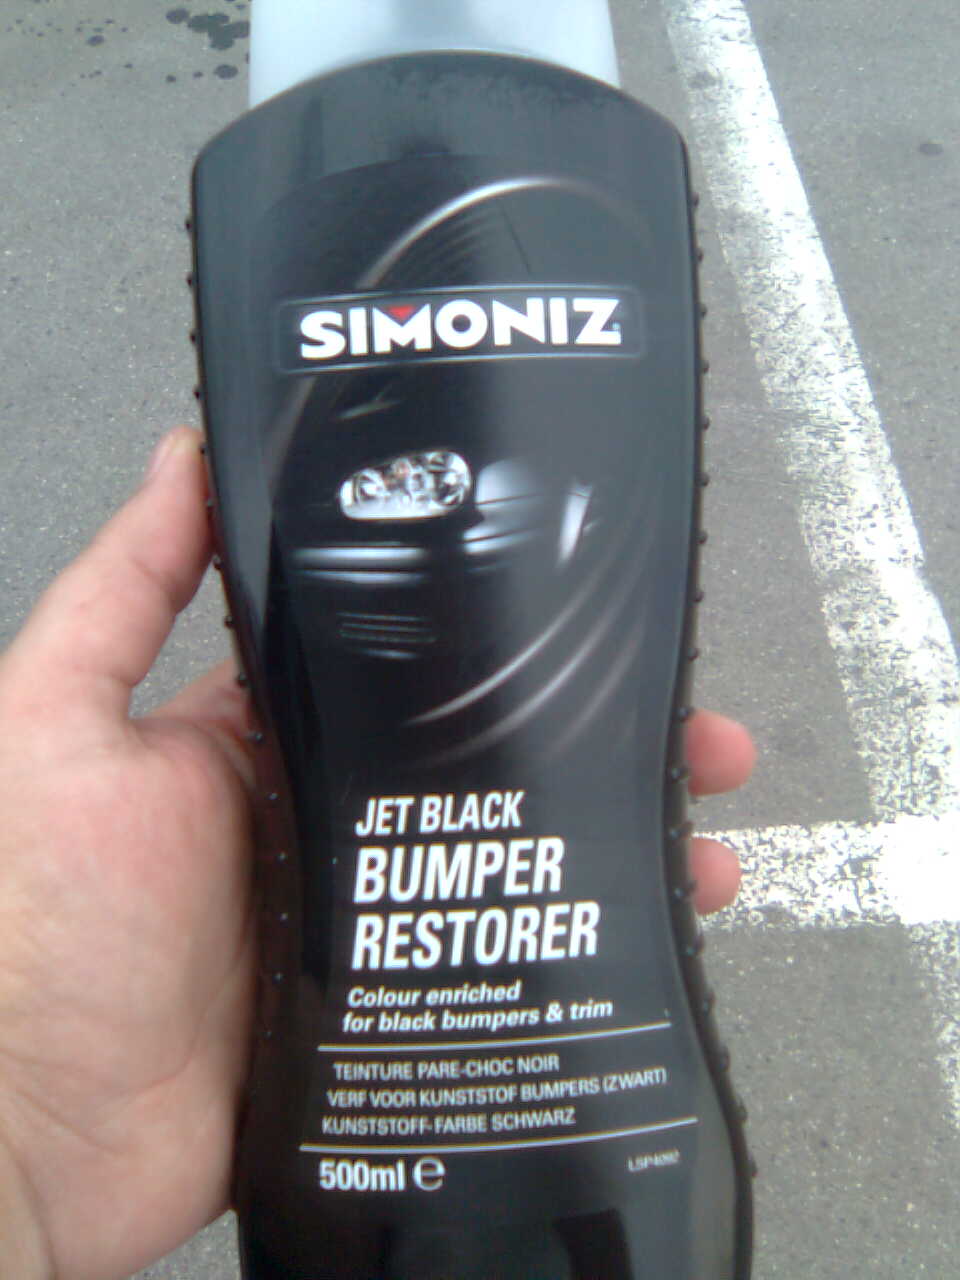 SIMONIZ
JET BLACK
BUMPER
RESTORER
Colour enriched
for black bumpers & trim
TEINTURE PARE-CHOC NOIR
VERF VOOR KUNSTSTOF BUMPERS (ZWART)
KUNSTSTOFF-FARBE SCHWARZ
500ml ℮